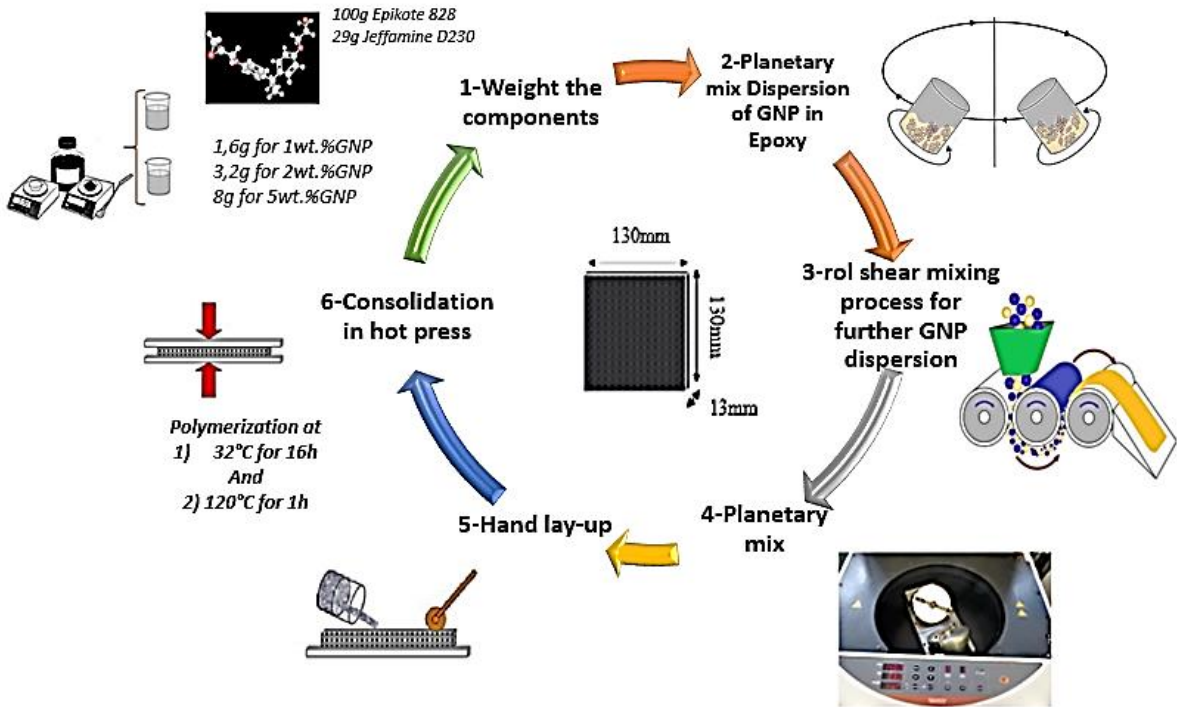 100g Epikote 828
29g Jeffamine D230
1-Weight the
components
1,6g for 1wt.%GNP
3,2g for 2wt.%GNP
8g for 5wt.%GNP
2-Planetary
mix Dispersion
of GNP in
Epoxy
3-rol shear mixing
process for
further GNP
dispersion
4-Planetary
mix
5-Hand lay-up
6-Consolidation
in hot press
Polymerization at
1) 32°C for 16h
And
2) 120°C for 1h
130mm
130mm
13mm